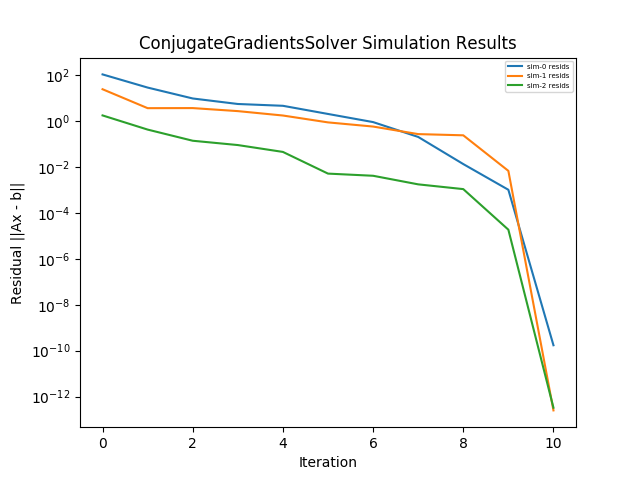 ConjugateGradientsSolver Simulation Results
sim-0 resids
sim-1 resids
sim-2 resids
10²
10⁰
10⁻²
10⁻⁴
10⁻⁶
10⁻⁸
10⁻¹⁰
10⁻¹²
Residual ||Ax - b||
0 2 4 6 8 10
Iteration